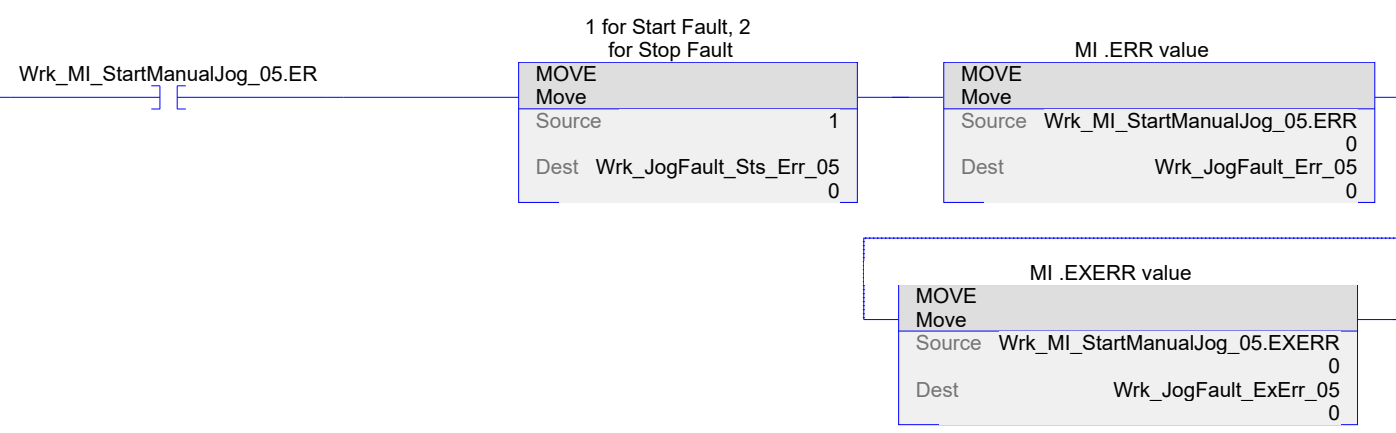 1 for Start Fault, 2
for Stop Fault
Wrk_MI_StartManualJog_05.ER
MOVE
Move
Source 1
Dest Wrk_JogFault_Sts_Err_05
0
MI .ERR value
MOVE
Move
Source Wrk_MI_StartManualJog_05.ERR
0
Dest Wrk_JogFault_Err_05
0
MI .EXERR value
MOVE
Move
Source Wrk_MI_StartManualJog_05.EXERR
0
Dest Wrk_JogFault_ExErr_05
0